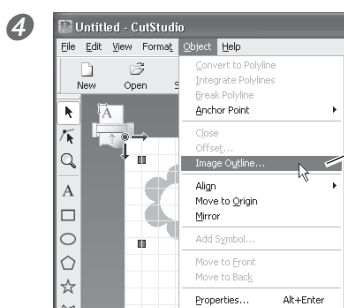 4
Untitled - CutStudio
File Edit View Format Object Help
New Open S
A
A
Convert to Polyline
Integrate Polylines
Break Polyline
Anchor Point
Close
Offset...
Image Outline...
Align
Move to Origin
Mirror
Add Symbol...
Move to Front
Move to Back
Properties... Alt+Enter